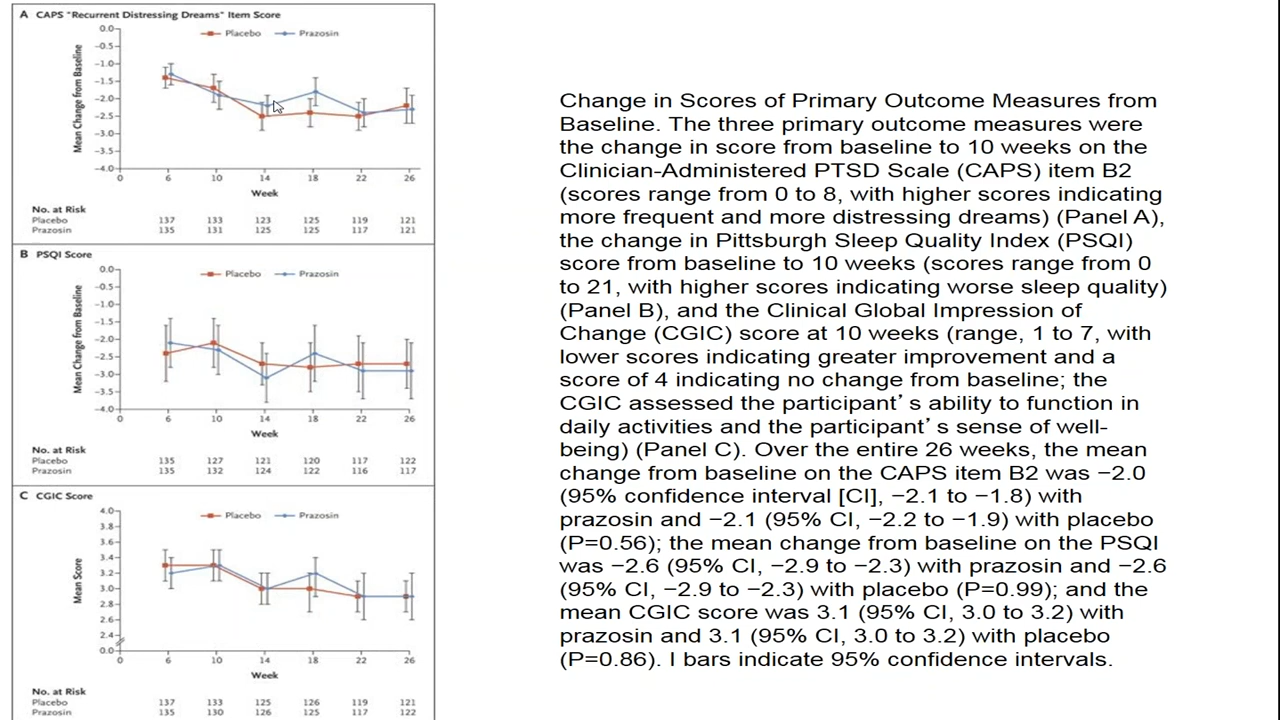 A CAPS "Recurrent Distressing Dreams" Item Score
Placebo Prazosin
Mean Change from Baseline
0.0
−0.5
−1.0
−1.5
−2.0
−2.5
−3.0
−3.5
−4.0
0 6 10 14 18 22 26
Week
No. at Risk
Placebo 137 133 123 125 119 121
Prazosin 135 131 125 125 117 121
B PSQI Score
Placebo Prazosin
Mean Change from Baseline
0.0
−0.5
−1.0
−1.5
−2.0
−2.5
−3.0
−3.5
−4.0
0 6 10 14 18 22 26
Week
No. at Risk
Placebo 135 127 121 120 117 122
Prazosin 135 132 124 122 116 122
C CGIC Score
Placebo Prazosin
Mean Score
4.0
3.8
3.6
3.4
3.2
3.0
2.8
2.6
2.4
0.0
0 6 10 14 18 22 26
Week
No. at Risk
Placebo 137 133 125 126 119 121
Prazosin 135 130 126 125 117 122
Change in Scores of Primary Outcome Measures from
Baseline. The three primary outcome measures were
the change in score from baseline to 10 weeks on the
Clinician-Administered PTSD Scale (CAPS) item B2
(scores range from 0 to 8, with higher scores indicating
more frequent and more distressing dreams) (Panel A),
the change in Pittsburgh Sleep Quality Index (PSQI)
score from baseline to 10 weeks (scores range from 0
to 21, with higher scores indicating worse sleep quality)
(Panel B), and the Clinical Global Impression of
Change (CGIC) score at 10 weeks (range, 1 to 7, with
lower scores indicating greater improvement and a
score of 4 indicating no change from baseline; the
CGIC assessed the participant's ability to function in
daily activities and the participant's sense of well-
being) (Panel C). Over the entire 26 weeks, the mean
change from baseline on the CAPS item B2 was −2.0
(95% confidence interval [CI], −2.1 to −1.8) with
prazosin and −2.1 (95% CI, −2.2 to −1.9) with placebo
(P=0.56); the mean change from baseline on the PSQI
was −2.6 (95% CI, −2.9 to −2.3) with prazosin and −2.6
(95% CI, −2.9 to −2.3) with placebo (P=0.99); and the
mean CGIC score was 3.1 (95% CI, 3.0 to 3.2) with
prazosin and 3.1 (95% CI, 3.0 to 3.2) with placebo
(P=0.86). I bars indicate 95% confidence intervals.